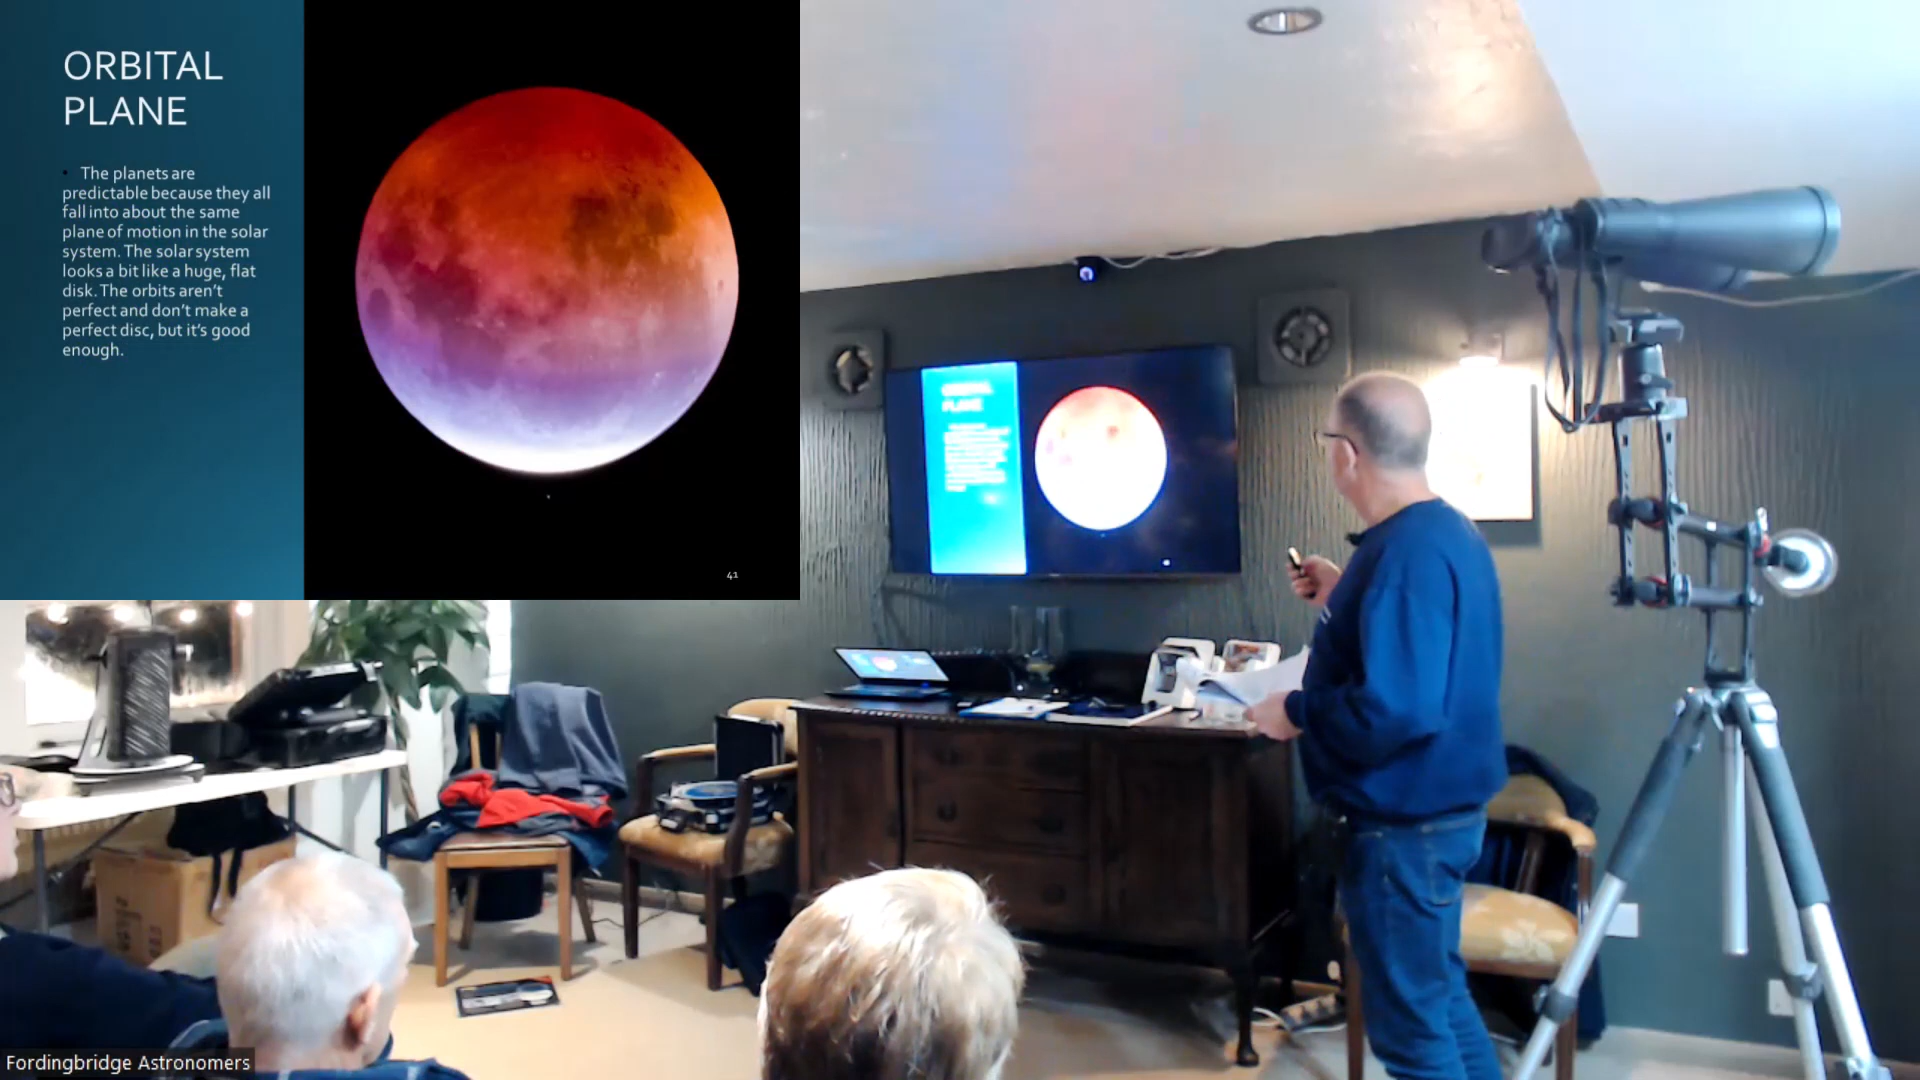 ORBITAL
PLANE
• The planets are
predictable because they all
fall into about the same
plane of motion in the solar
system. The solar system
looks a bit like a huge, flat
disk. The orbits aren't
perfect and don't make a
perfect disc, but it's good
enough.
41
ORBITAL
PLANE
Fordingbridge Astronomers